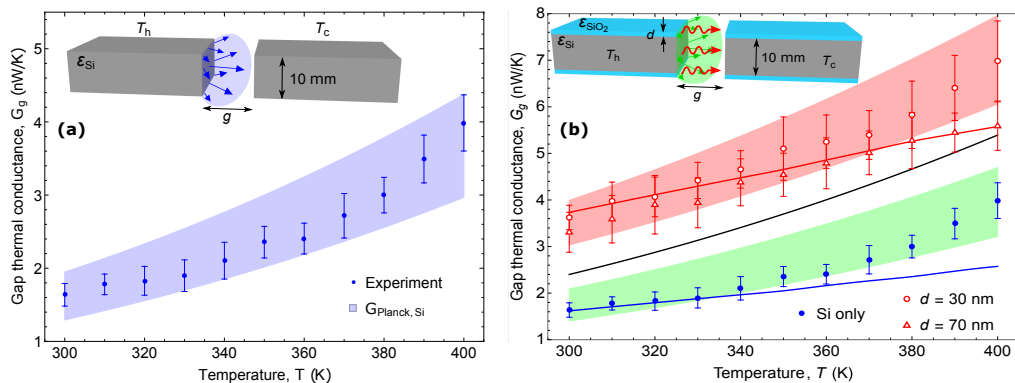 T_h
T_c
ε_Si
10 mm
g
(a)
Gap thermal conductance, G_g (nW/K)
5
4
3
2
1
Experiment
G_Planck, Si
300
320
340
360
380
400
Temperature, T (K)
ε_SiO2
ε_Si
d
T_h
10 mm
T_c
g
(b)
Gap thermal conductance, G_g (nW/K)
8
7
6
5
4
3
2
1
d = 30 nm
Si only
d = 70 nm
300
320
340
360
380
400
Temperature, T (K)